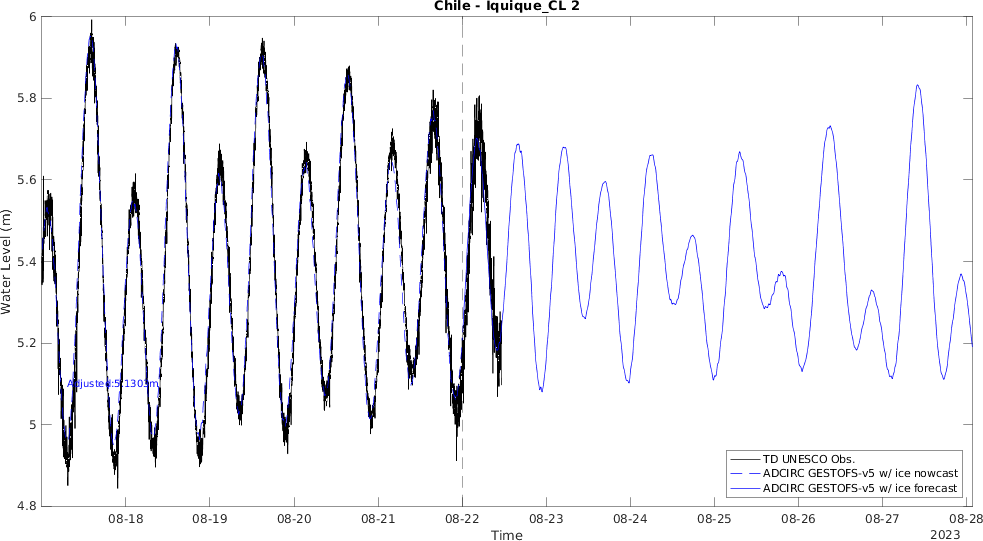 Chile - Iquique_CL 2
6
5.8
5.6
5.4
5.2
5
4.8
Water Level (m)
Adjusted:5.1303m
TD UNESCO Obs.
ADCIRC GESTOFS-v5 w/ ice nowcast
ADCIRC GESTOFS-v5 w/ ice forecast
08-18 08-19 08-20 08-21 08-22 08-23 08-24 08-25 08-26 08-27 08-28
Time
2023